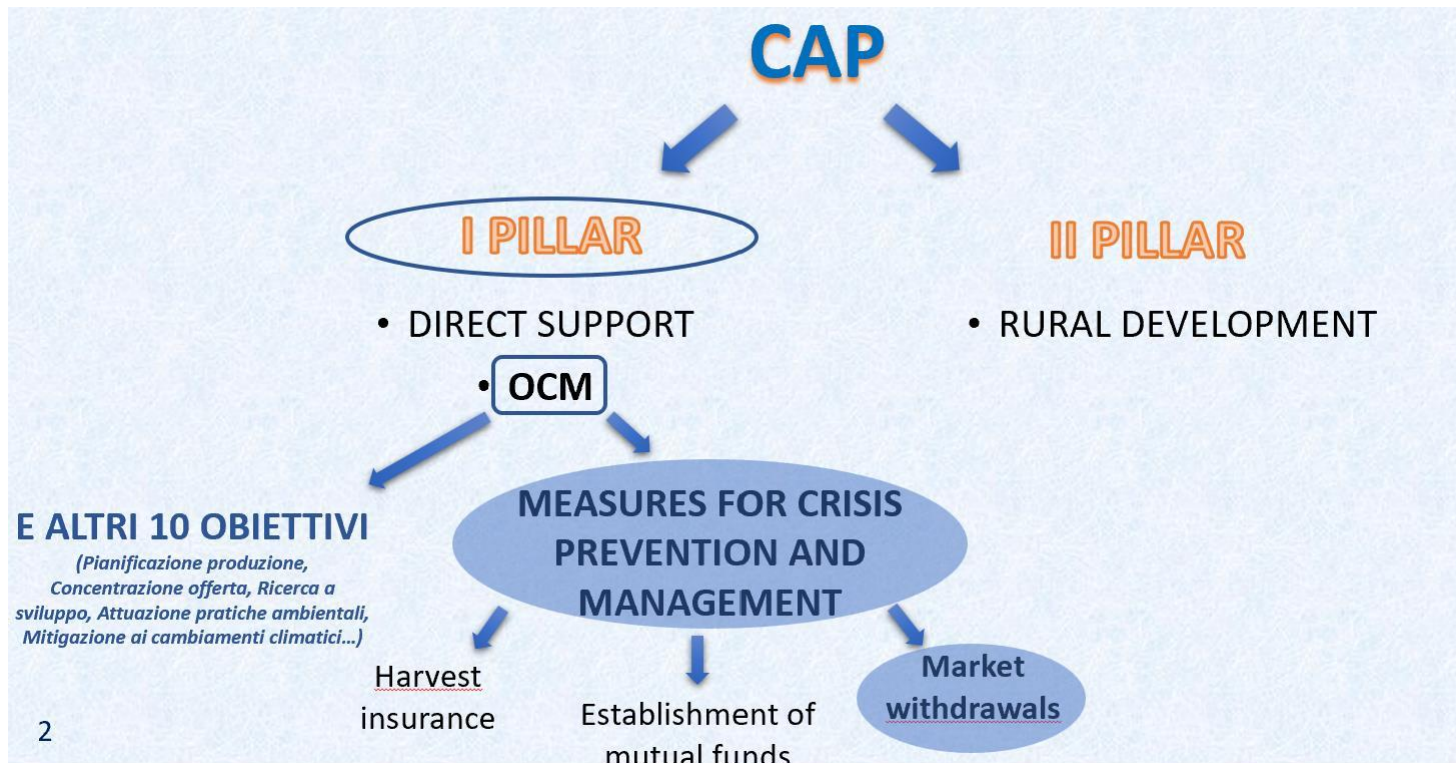 CAP
I PILLAR
II PILLAR
• DIRECT SUPPORT
• OCM
• RURAL DEVELOPMENT
E ALTRI 10 OBIETTIVI
(Pianificazione produzione,
Concentrazione offerta, Ricerca a
sviluppo, Attuazione pratiche ambientali,
Mitigazione ai cambiamenti climatici...)
MEASURES FOR CRISIS
PREVENTION AND
MANAGEMENT
Harvest
insurance
Establishment of
mutual funds
Market
withdrawals
2